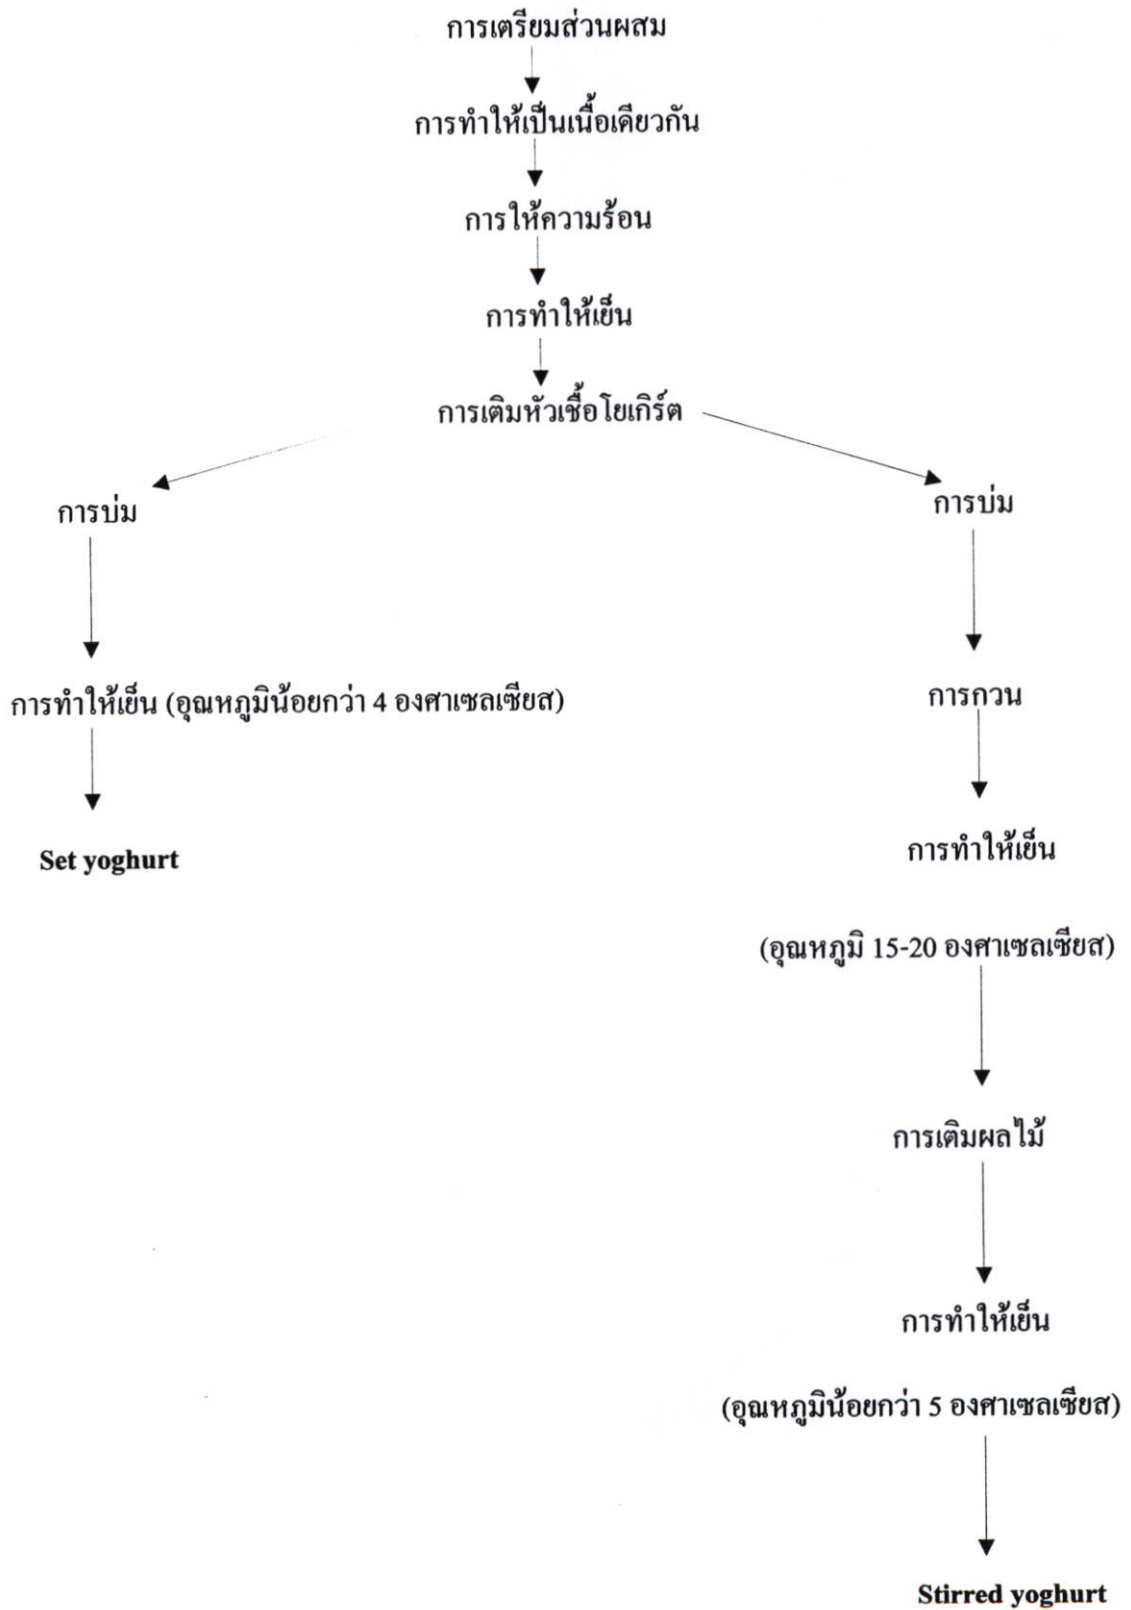 การเตรียมส่วนผสม
การทำให้เป็นเนื้อเดียวกัน
การให้ความร้อน
การทำให้เย็น
การเติมหัวเชื้อโยเกิร์ต
การบ่ม
การทำให้เย็น (อุณหภูมิน้อยกว่า 4 องศาเซลเซียส)
Set yoghurt
การบ่ม
การกวน
การทำให้เย็น
(อุณหภูมิ 15-20 องศาเซลเซียส)
การเติมผลไม้
การทำให้เย็น
(อุณหภูมิน้อยกว่า 5 องศาเซลเซียส)
Stirred yoghurt